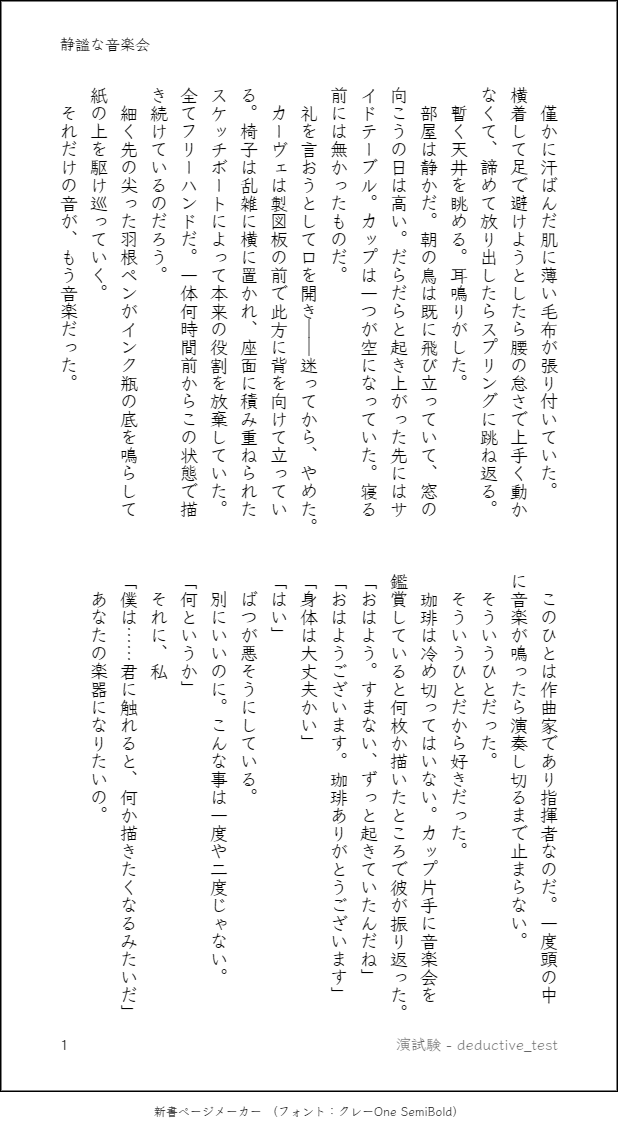 静謐な音楽会
　僅かに汗ばんだ肌に薄い毛布が張り付いていた。
横着して足で避けようとしたら腰の怠さで上手く動か
なくて、諦めて放り出したらスプリングに跳ね返る。
　暫く天井を眺める。耳鳴りがした。
　部屋は静かだ。朝の鳥は既に飛び立っていて、窓の
向こうの日は高い。だらだらと起き上がった先にはサ
イドテーブル。カップは一つが空になっていた。寝る
前には無かったものだ。
　礼を言おうとして口を開き――迷ってから、やめた。
　カーヴェは製図板の前で此方に背を向けて立ってい
る。椅子は乱雑に横に置かれ、座面に積み重ねられた
スケッチボートによって本来の役割を放棄していた。
全てフリーハンドだ。一体何時間前からこの状態で描
き続けているのだろう。
　細く先の尖った羽根ペンがインク瓶の底を鳴らして
紙の上を駆け巡っていく。
　それだけの音が、もう音楽だった。
　このひとは作曲家であり指揮者なのだ。一度頭の中
に音楽が鳴ったら演奏し切るまで止まらない。
　そういうひとだった。
　そういうひとだから好きだった。
　珈琲は冷め切ってはいない。カップ片手に音楽会を
鑑賞していると何枚か描いたところで彼が振り返った。
「おはよう。すまない、ずっと起きていたんだね」
「おはようございます。珈琲ありがとうございます」
「身体は大丈夫かい」
「はい」
　ばつが悪そうにしている。
　別にいいのに。こんな事は一度や二度じゃない。
「何というか」
　それに、私
「僕は……君に触れると、何か描きたくなるみたいだ」
　あなたの楽器になりたいの。
1
演試験 - deductive_test
新書ページメーカー （フォント：クレーOne SemiBold）